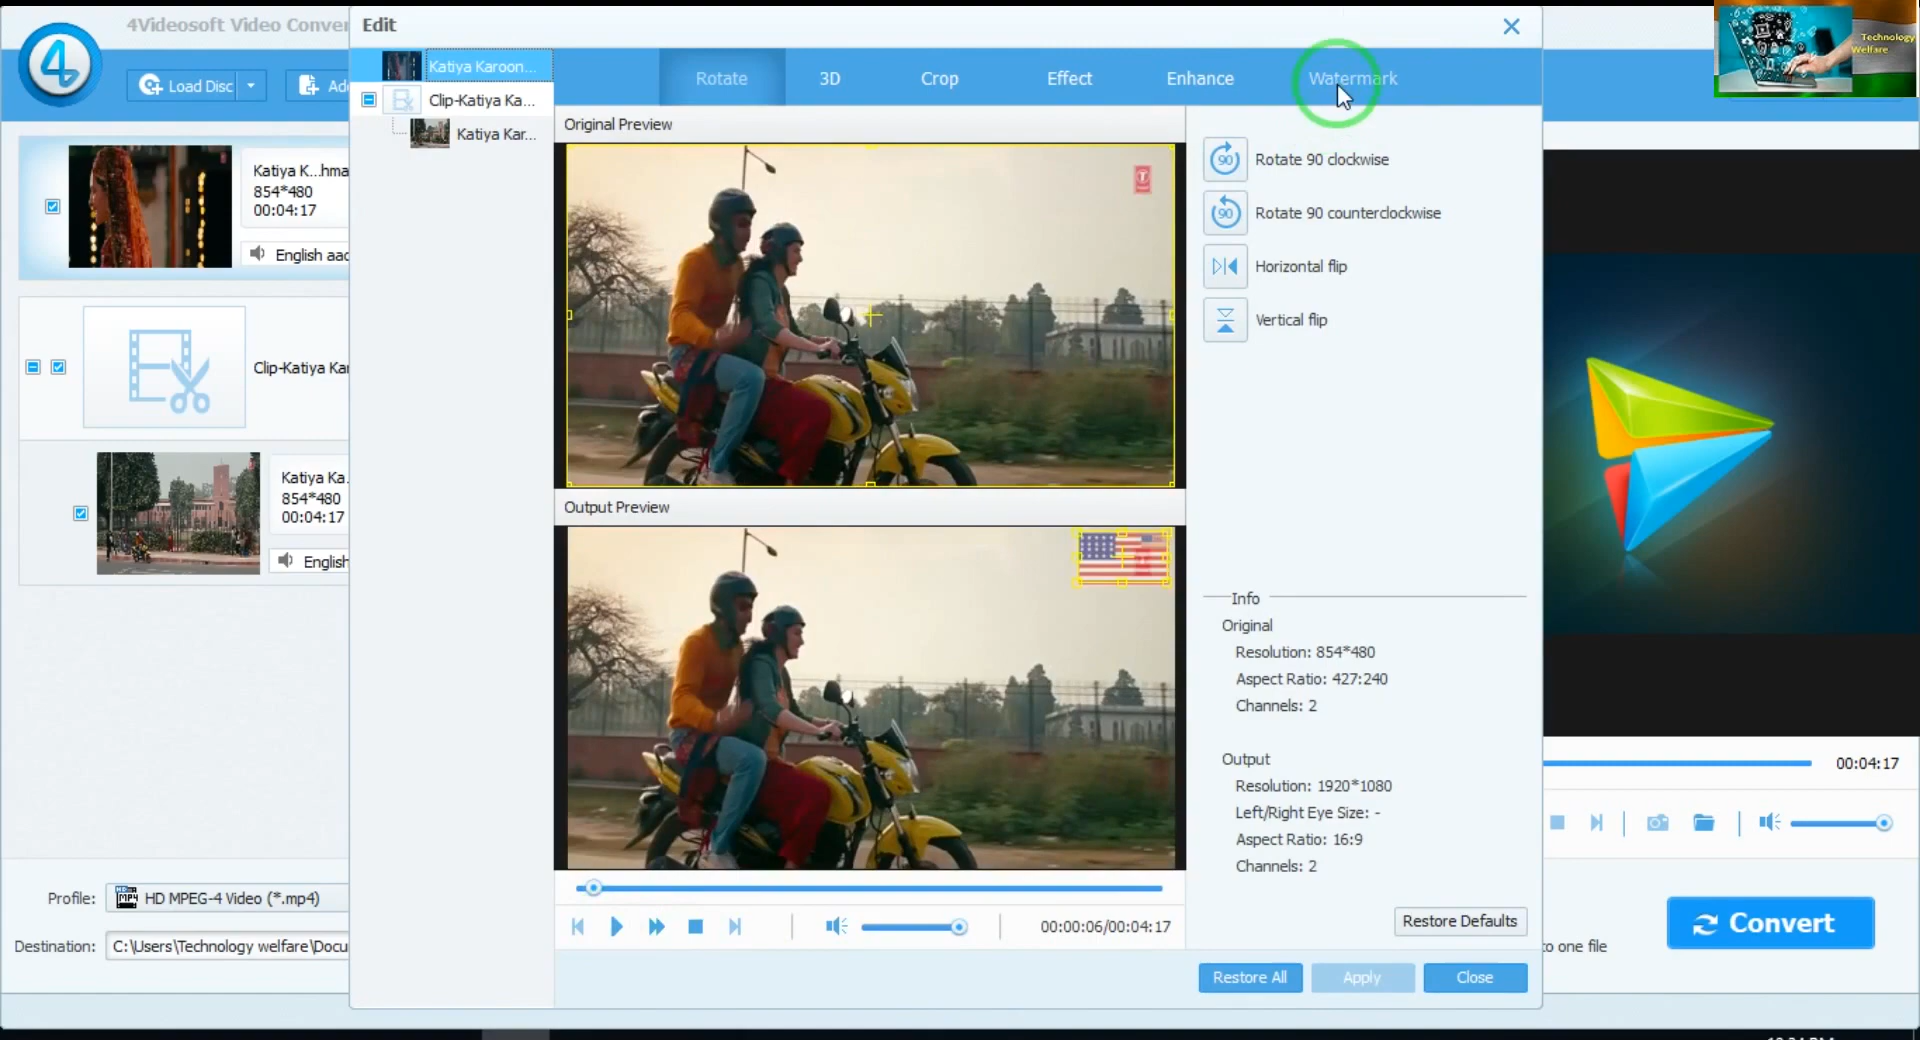 4Videosoft Video Conver
Load Disc
Ad
Katiya K...hma
854*480
00:04:17
English aac
Clip-Katiya Ka
Katiya Ka.
854*480
00:04:17
English
Profile:
HD MPEG-4 Video (*.mp4)
Destination:
C:\Users\Technology welfare\Docu
Edit
Katiya Karoon...
Clip-Katiya Ka...
Katiya Kar...
Rotate
3D
Crop
Effect
Enhance
Watermark
Original Preview
Output Preview
00:00:06/00:04:17
90
Rotate 90 clockwise
90
Rotate 90 counterclockwise
Horizontal flip
Vertical flip
Info
Original
Resolution: 854*480
Aspect Ratio: 427:240
Channels: 2
Output
Resolution: 1920*1080
Left/Right Eye Size: -
Aspect Ratio: 16:9
Channels: 2
Restore Defaults
Restore All
Apply
Close
Technology
Welfare
00:04:17
to one file
Convert